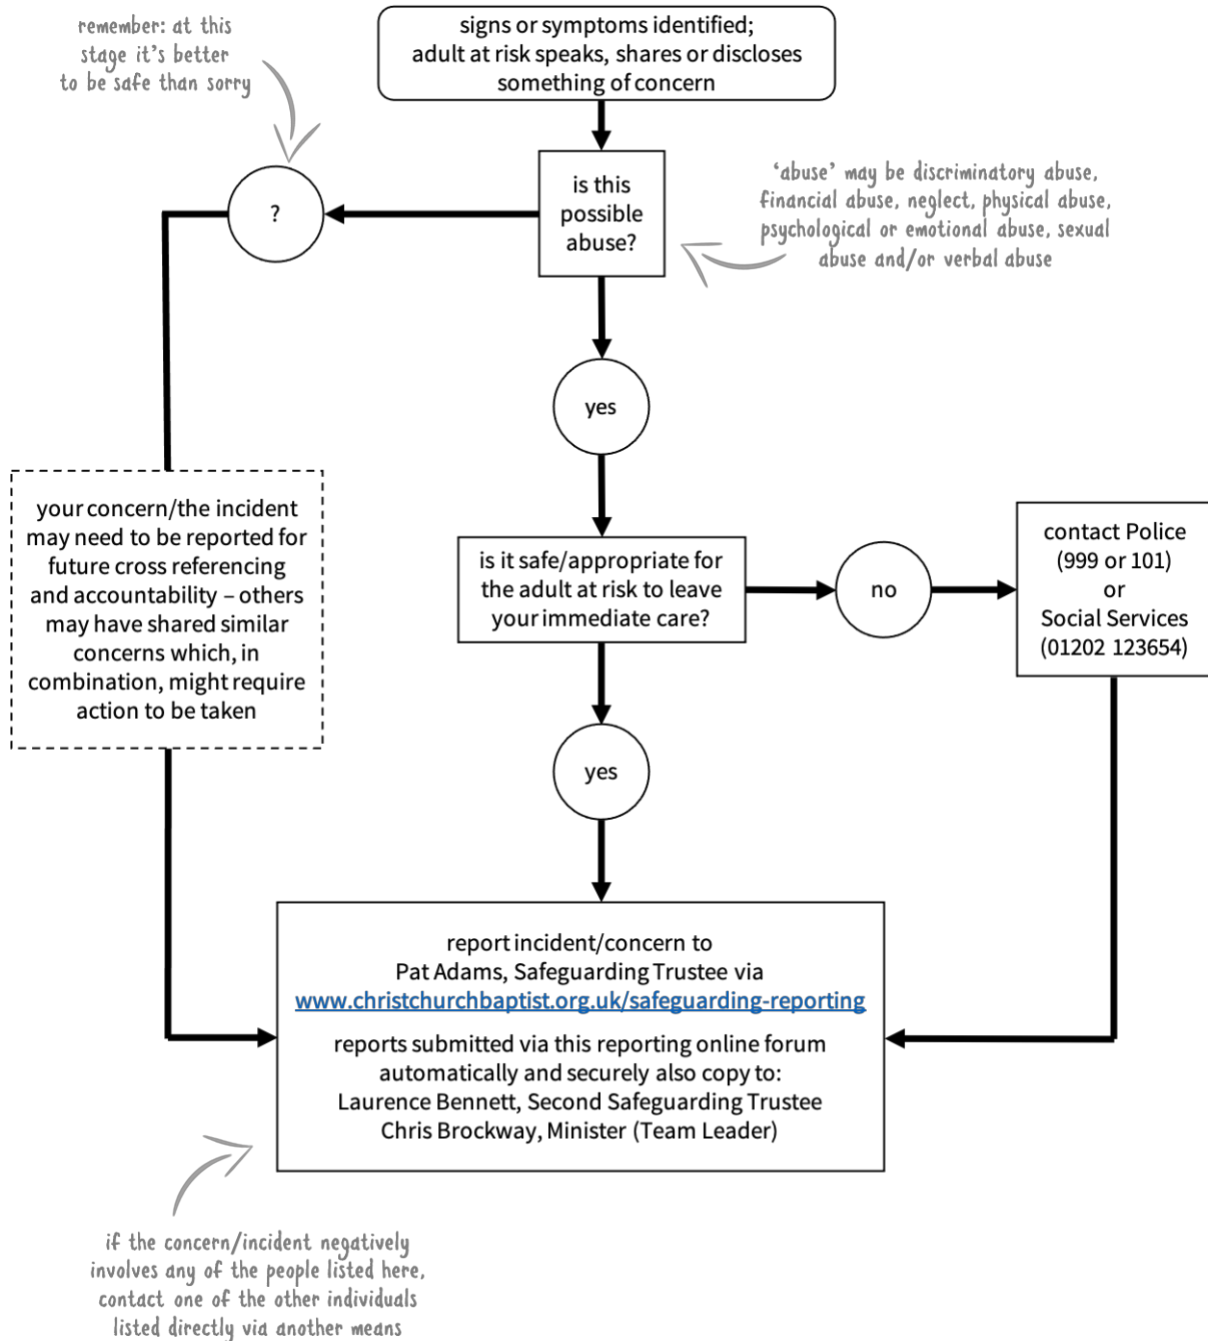 remember: at this
stage it's better
to be safe than sorry
signs or symptoms identified;
adult at risk speaks, shares or discloses
something of concern
is this
possible
abuse?
?
'abuse' may be discriminatory abuse,
financial abuse, neglect, physical abuse,
psychological or emotional abuse, sexual
abuse and/or verbal abuse
yes
your concern/the incident
may need to be reported for
future cross referencing
and accountability – others
may have shared similar
concerns which, in
combination, might require
action to be taken
is it safe/appropriate for
the adult at risk to leave
your immediate care?
no
contact Police
(999 or 101)
or
Social Services
(01202 123654)
yes
report incident/concern to
Pat Adams, Safeguarding Trustee via
www.christchurchbaptist.org.uk/safeguarding-reporting
reports submitted via this reporting online forum
automatically and securely also copy to:
Laurence Bennett, Second Safeguarding Trustee
Chris Brockway, Minister (Team Leader)
if the concern/incident negatively
involves any of the people listed here,
contact one of the other individuals
listed directly via another means